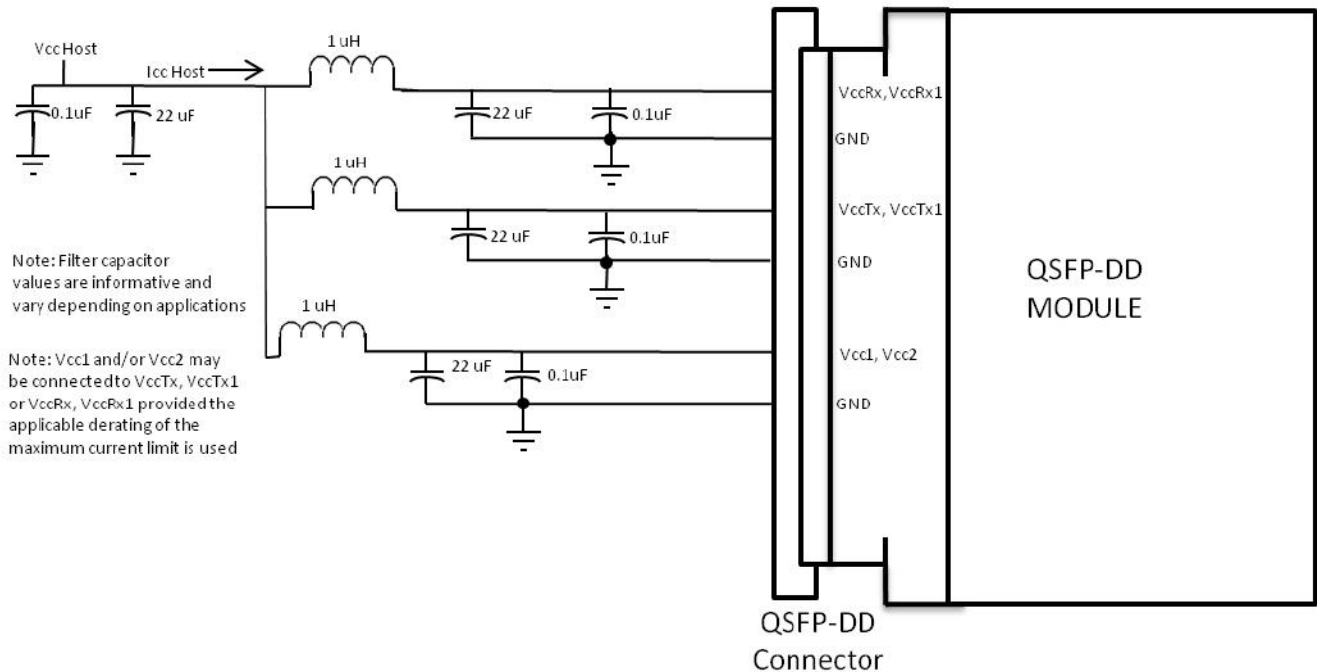 1 uH
Vcc Host
Icc Host
0.1uF
22 uF
22 uF
0.1uF
VccRx, VccRx1
GND
1 uH
VccTx, VccTx1
22 uF
0.1uF
GND
Note: Filter capacitor
values are informative and
vary depending on applications
QSFP-DD
MODULE
1 uH
Note: Vcc1 and/or Vcc2 may
be connected to VccTx, VccTx1
or VccRx, VccRx1 provided the
applicable derating of the
maximum current limit is used
22 uF
0.1uF
Vcc1, Vcc2
GND
QSFP-DD
Connector